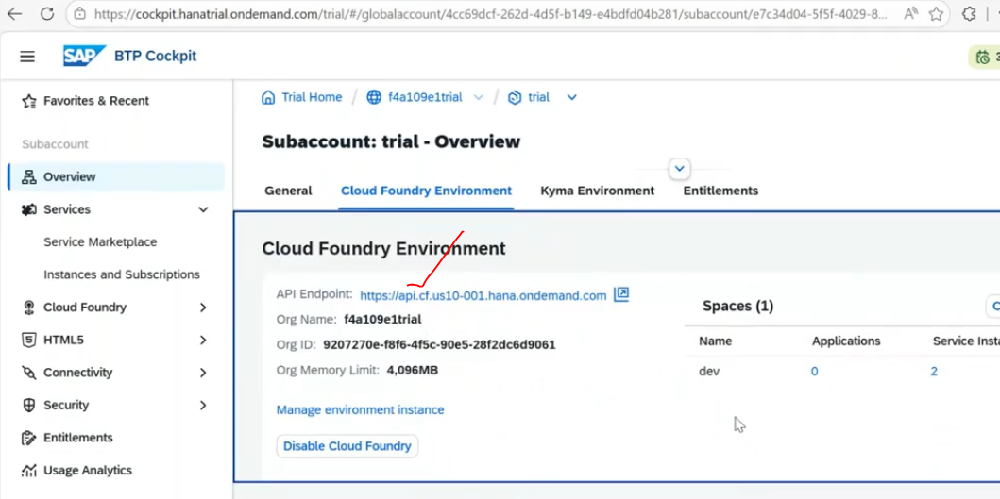 https://cockpit.hanatrial.ondemand.com/trial/#/globalaccount/4cc69dcf-262d-4d5f-b149-e4bdfd04b281/subaccount/e7c34d04-5f5f-4029-8...
SAP BTP Cockpit
3
Favorites & Recent
Subaccount
Overview
Services
Service Marketplace
Instances and Subscriptions
Cloud Foundry
HTML5
Connectivity
Security
Entitlements
Usage Analytics
Trial Home / f4a109e1trial / trial
Subaccount: trial - Overview
General Cloud Foundry Environment Kyma Environment Entitlements
Cloud Foundry Environment
API Endpoint: https://api.cf.us10-001.hana.ondemand.com
Org Name: f4a109e1trial
Org ID: 9207270e-f8f6-4f5c-90e5-28f2dc6d9061
Org Memory Limit: 4,096MB
Manage environment instance
Disable Cloud Foundry
Spaces (1)
Name Applications Service Insta
dev 0 2